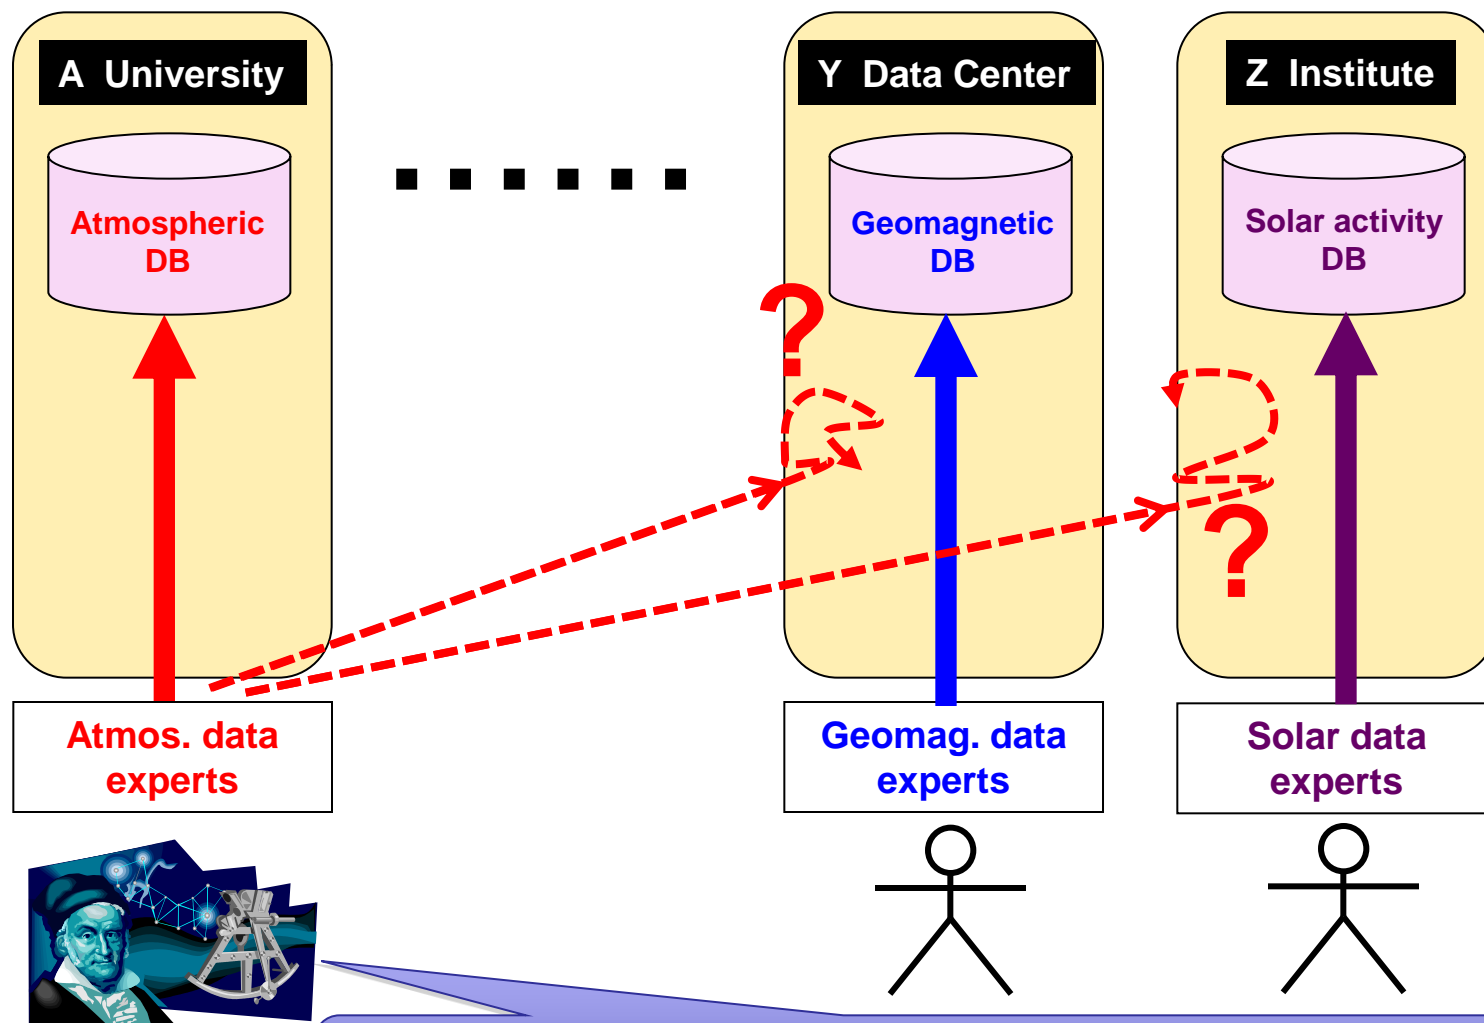 A University
Y Data Center
Z Institute
Atmospheric
DB
Geomagnetic
DB
Solar activity
DB
?
?
Atmos. data
experts
Geomag. data
experts
Solar data
experts